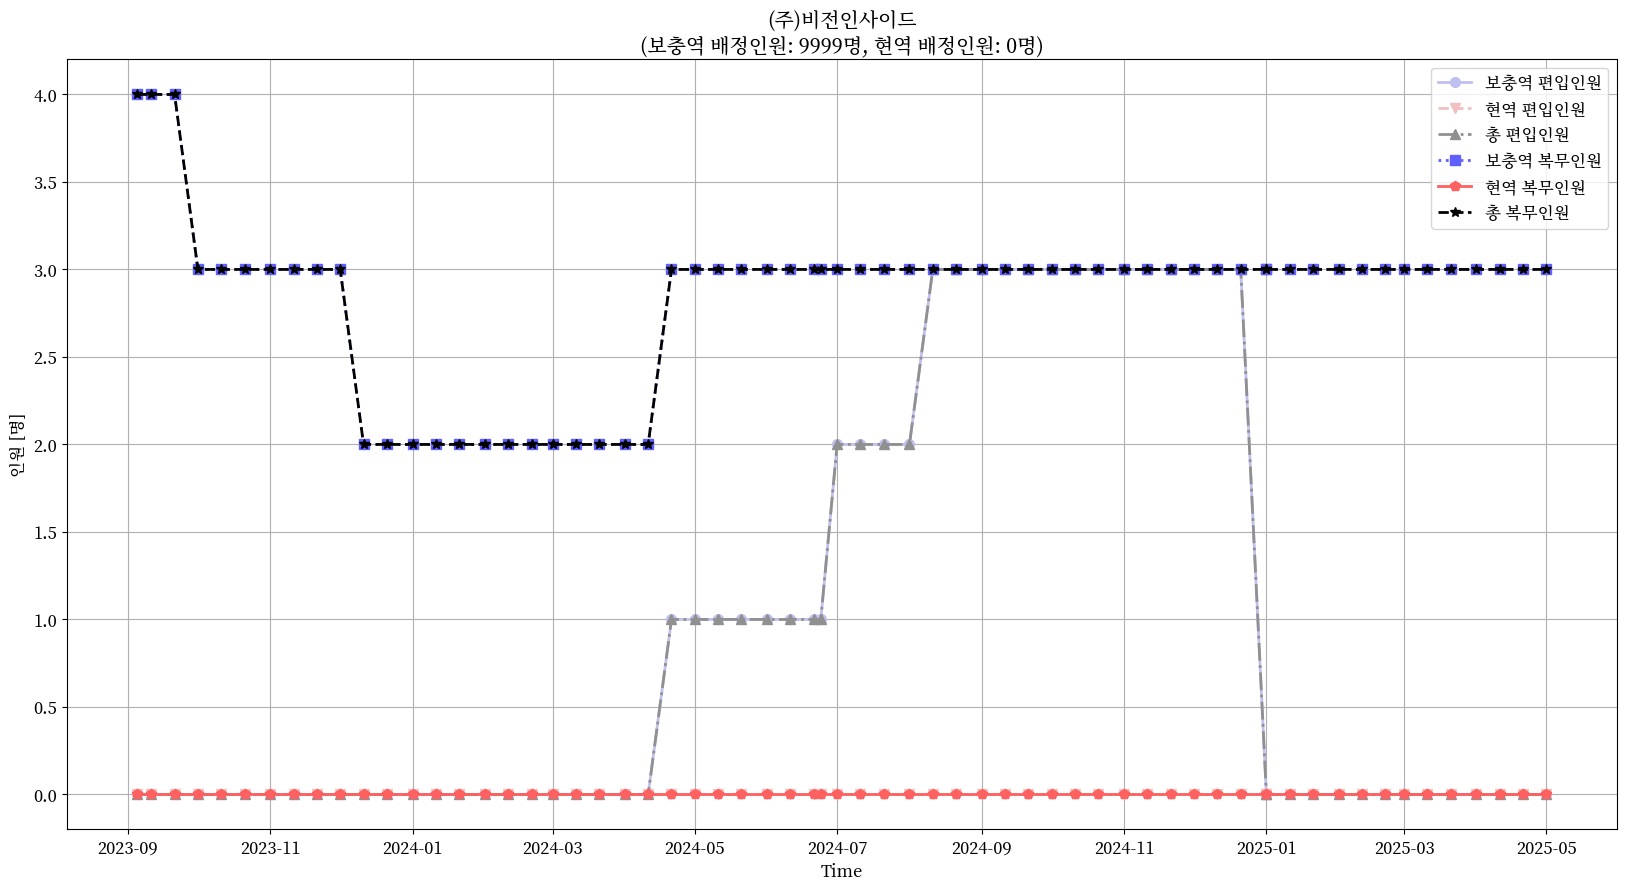 (주)비전인사이드
(보충역 배정인원: 9999명, 현역 배정인원: 0명)
보충역 편입인원
현역 편입인원
총 편입인원
보충역 복무인원
현역 복무인원
총 복무인원
인원 [명]
4.0
3.5
3.0
2.5
2.0
1.5
1.0
0.5
0.0
2023-09 2023-11 2024-01 2024-03 2024-05 2024-07 2024-09 2024-11 2025-01 2025-03 2025-05
Time